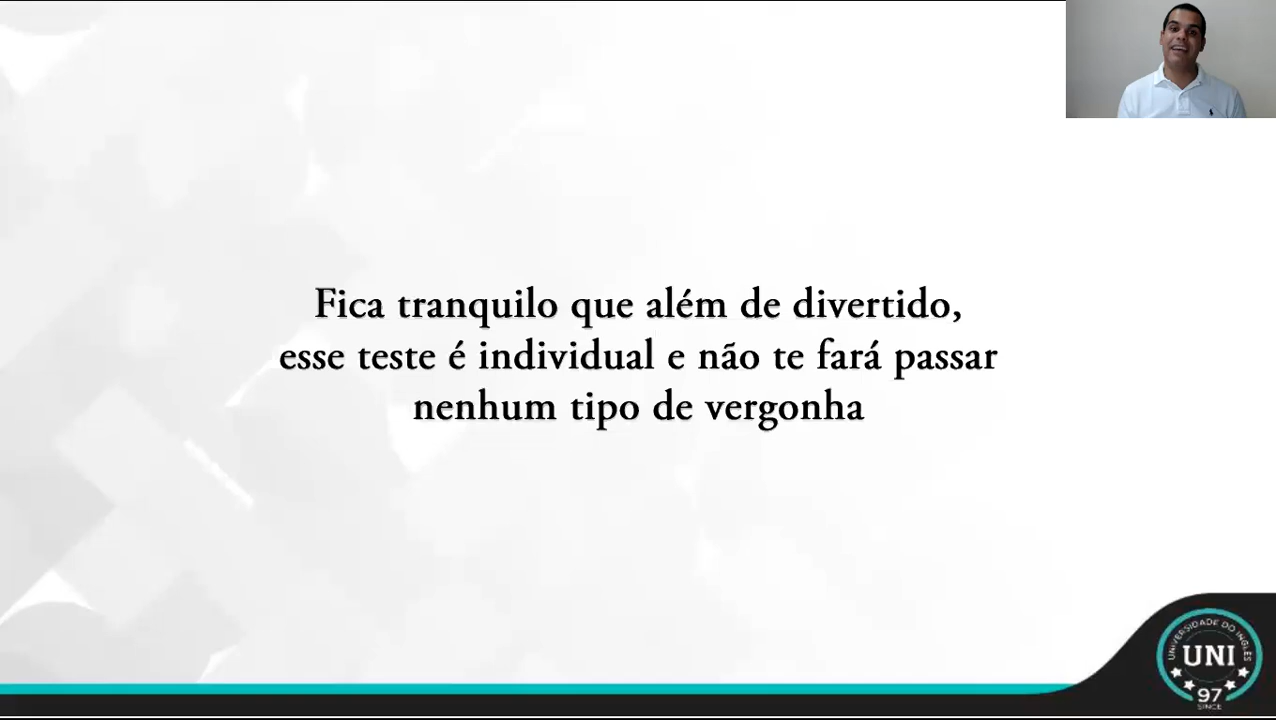 Fica tranquilo que além de divertido,
esse teste é individual e não te fará passar
nenhum tipo de vergonha
UNIVERSIDADE DO INGLÊS
UNI
97
SINCE